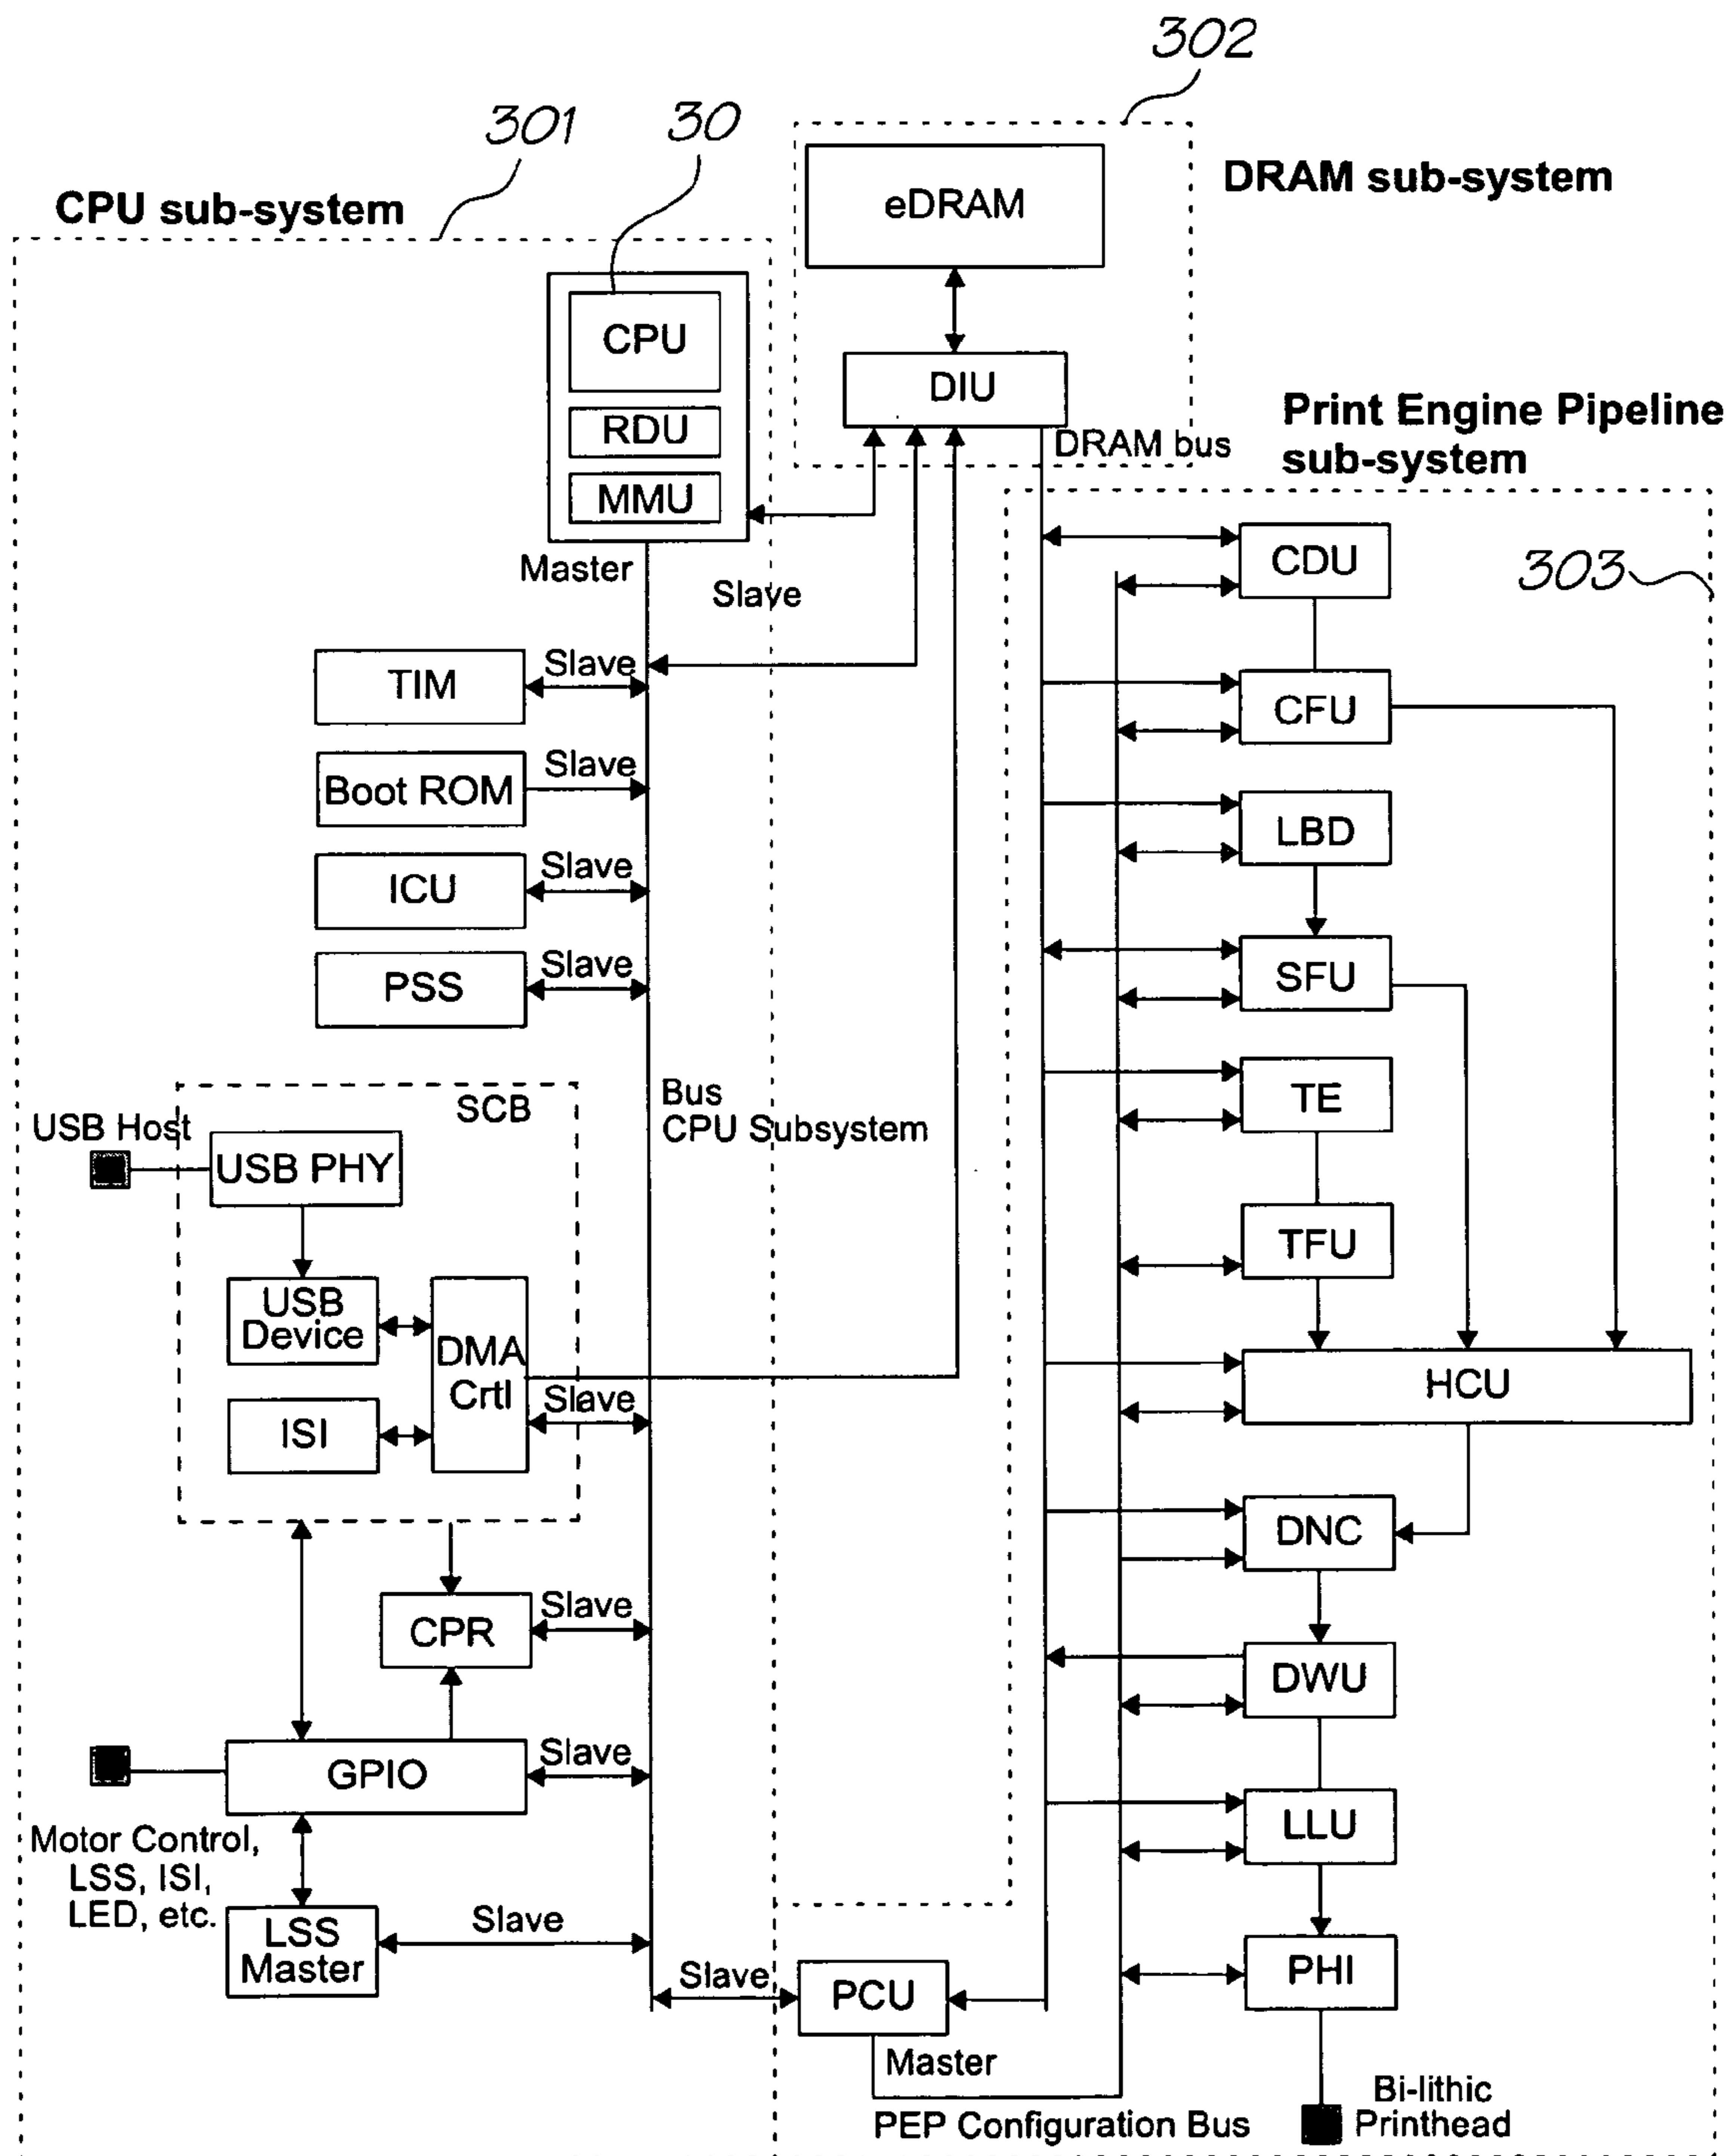 302
301
30
DRAM sub-system
CPU sub-system
eDRAM
CPU
DIU
RDU
Print Engine Pipeline
sub-system
DRAM bus
MMU
Master
Slave
CDU
303
TIM
Slave
CFU
Boot ROM
Slave
LBD
ICU
Slave
PSS
Slave
SFU
SCB
Bus
CPU Subsystem
TE
USB Host
USB PHY
TFU
USB
Device
DMA
Crtl
Slave
HCU
ISI
DNC
CPR
Slave
DWU
GPIO
Slave
Motor Control,
LSS, ISI,
LED, etc.
LLU
LSS
Master
Slave
PHI
Slave
PCU
Master
PEP Configuration Bus
Bi-lithic
Printhead